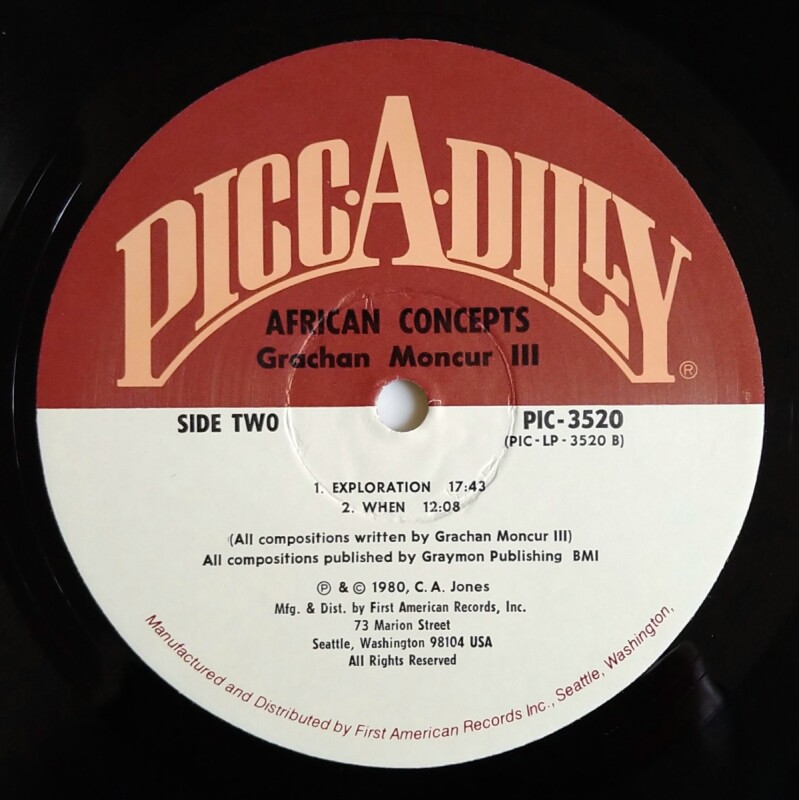 PICC·A·DILLY
®
AFRICAN CONCEPTS
Grachan Moncur III
SIDE TWO
PIC-3520
(PIC-LP-3520 B)
1. EXPLORATION 17:43
2. WHEN 12:08
(All compositions written by Grachan Moncur III)
All compositions published by Graymon Publishing BMI
℗ & © 1980, C. A. Jones
Mfg. & Dist. by First American Records, Inc.
73 Marion Street
Seattle, Washington 98104 USA
All Rights Reserved
Manufactured and Distributed by First American Records Inc., Seattle, Washington,